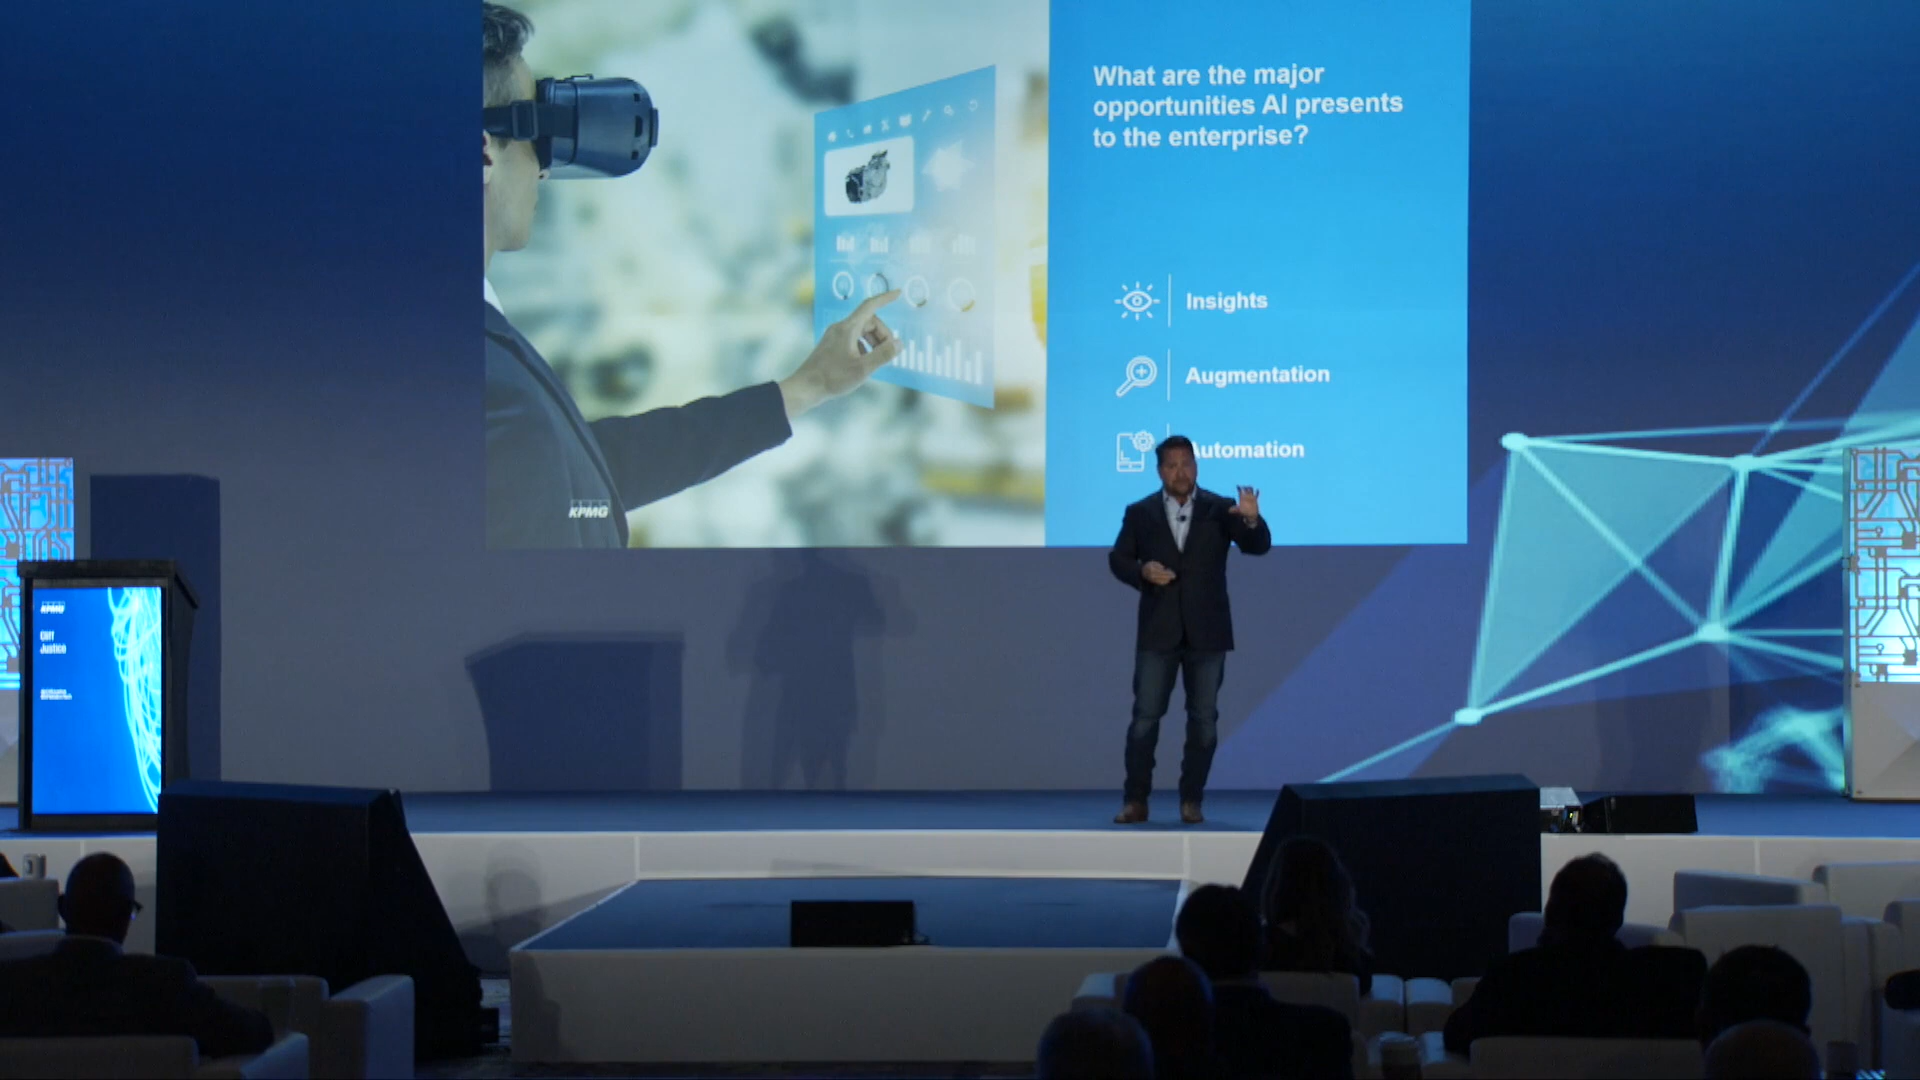 What are the major
opportunities AI presents
to the enterprise?
Insights
Augmentation
utomation
KPMG
KPMG
Cliff
Justice